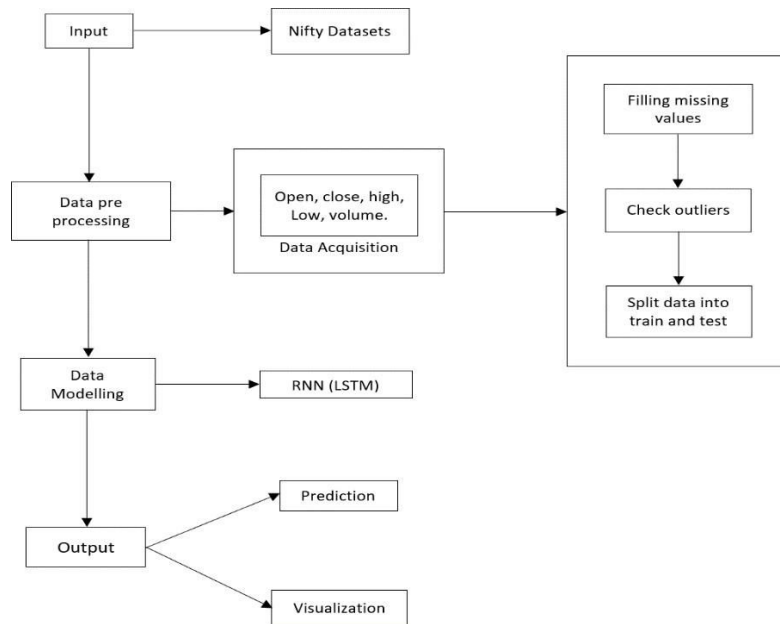 Input
Nifty Datasets
Filling missing
values
Data pre
processing
Open, close, high,
Low, volume.
Data Acquisition
Check outliers
Split data into
train and test
Data
Modelling
RNN (LSTM)
Prediction
Output
Visualization